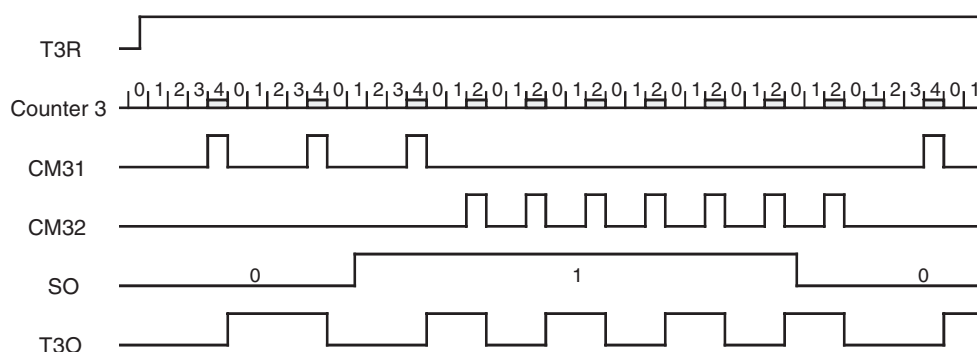 T3R
0 1 2 3 4 0 1 2 3 4 0 1 2 3 4 0 1 2 0 1 2 0 1 2 0 1 2 0 1 2 0 1 2 0 1 2 0 1 2 3 4 0 1
Counter 3
CM31
CM32
0 1 0
SO
T3O